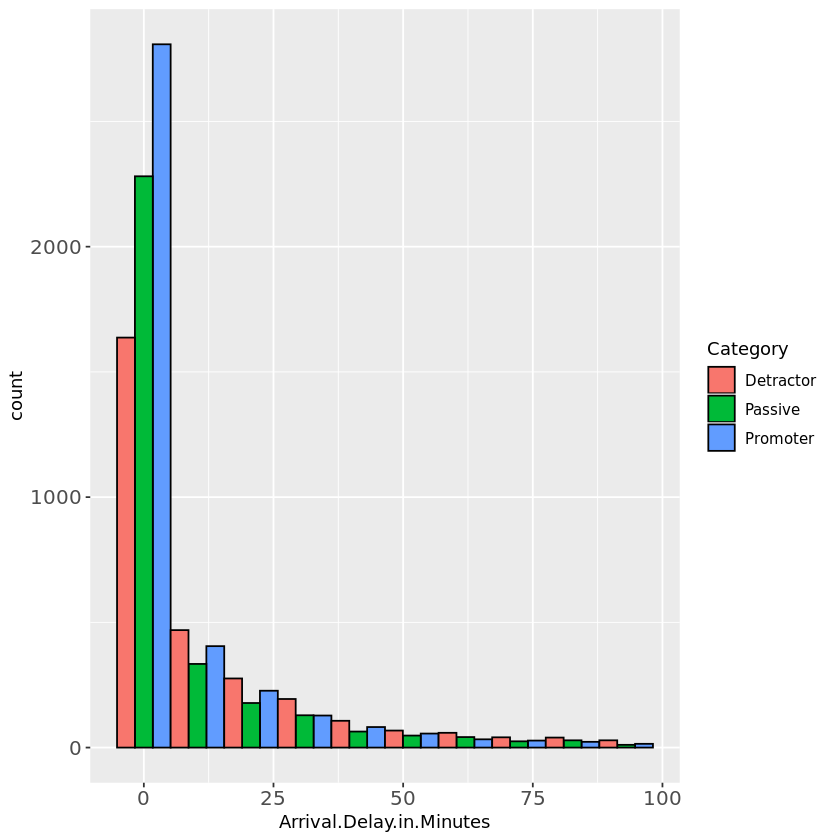 2000
1000
0
count
0 25 50 75 100
Arrival.Delay.in.Minutes
Category
Detractor
Passive
Promoter